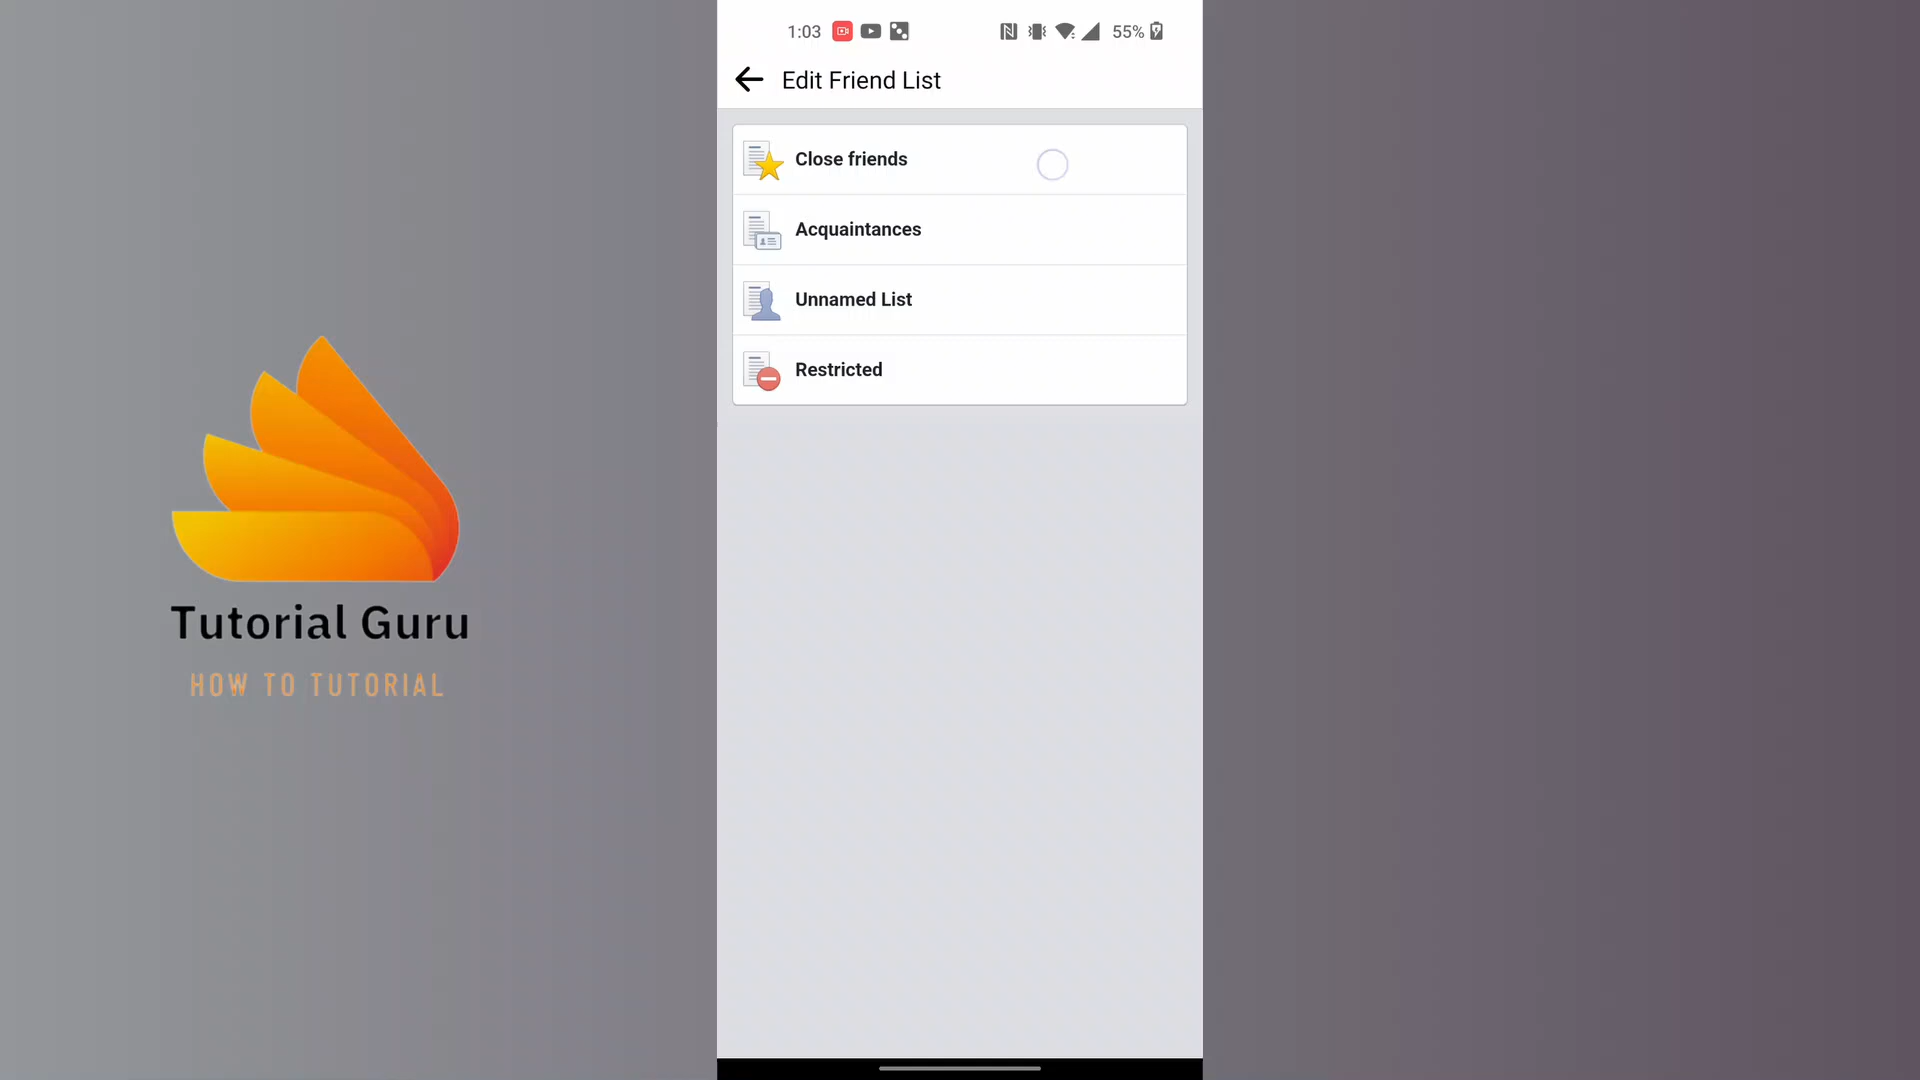 Tutorial Guru
HOW TO TUTORIAL
1:03
55%
Edit Friend List
Close friends
Acquaintances
Unnamed List
Restricted